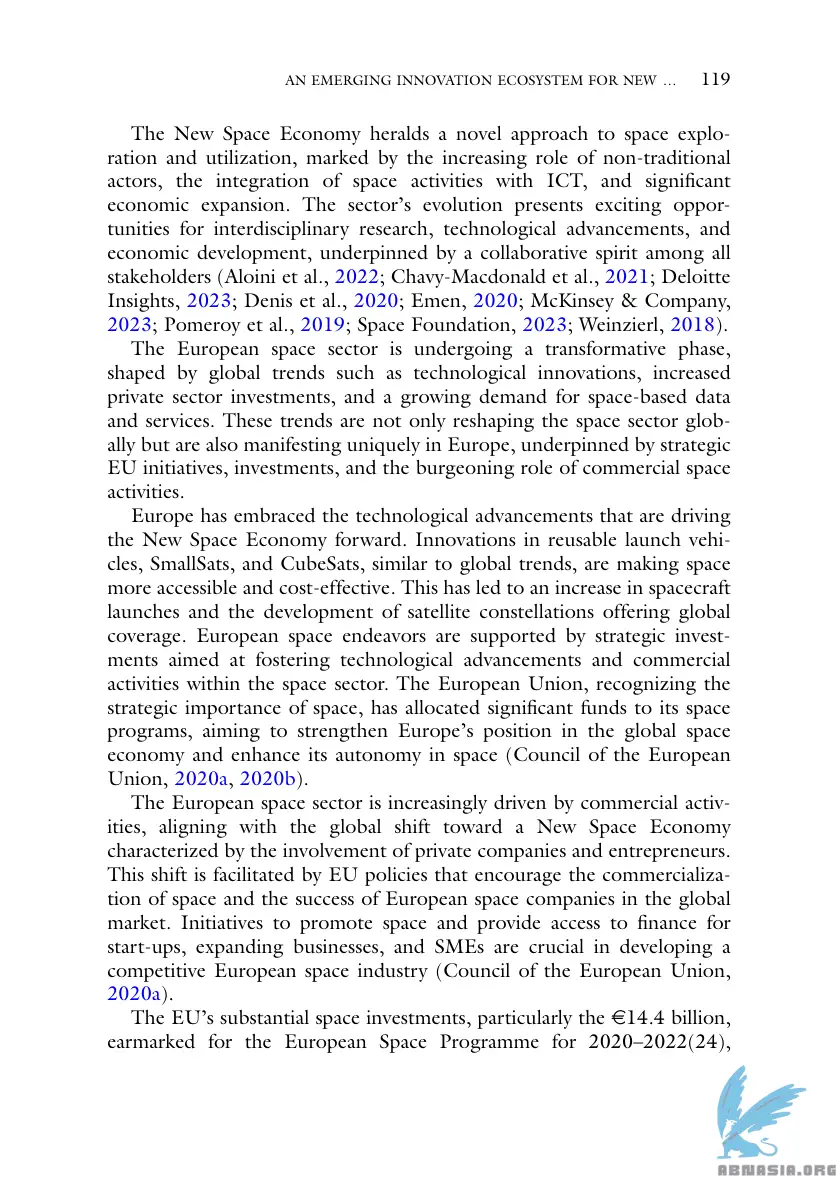 AN EMERGING INNOVATION ECOSYSTEM FOR NEW … 119
The New Space Economy heralds a novel approach to space explo-
ration and utilization, marked by the increasing role of non-traditional
actors, the integration of space activities with ICT, and significant
economic expansion. The sector’s evolution presents exciting oppor-
tunities for interdisciplinary research, technological advancements, and
economic development, underpinned by a collaborative spirit among all
stakeholders (Aloini et al., 2022; Chavy-Macdonald et al., 2021; Deloitte
Insights, 2023; Denis et al., 2020; Emen, 2020; McKinsey & Company,
2023; Pomeroy et al., 2019; Space Foundation, 2023; Weinzierl, 2018).
The European space sector is undergoing a transformative phase,
shaped by global trends such as technological innovations, increased
private sector investments, and a growing demand for space-based data
and services. These trends are not only reshaping the space sector glob-
ally but are also manifesting uniquely in Europe, underpinned by strategic
EU initiatives, investments, and the burgeoning role of commercial space
activities.
Europe has embraced the technological advancements that are driving
the New Space Economy forward. Innovations in reusable launch vehi-
cles, SmallSats, and CubeSats, similar to global trends, are making space
more accessible and cost-effective. This has led to an increase in spacecraft
launches and the development of satellite constellations offering global
coverage. European space endeavors are supported by strategic invest-
ments aimed at fostering technological advancements and commercial
activities within the space sector. The European Union, recognizing the
strategic importance of space, has allocated significant funds to its space
programs, aiming to strengthen Europe’s position in the global space
economy and enhance its autonomy in space (Council of the European
Union, 2020a, 2020b).
The European space sector is increasingly driven by commercial activ-
ities, aligning with the global shift toward a New Space Economy
characterized by the involvement of private companies and entrepreneurs.
This shift is facilitated by EU policies that encourage the commercializa-
tion of space and the success of European space companies in the global
market. Initiatives to promote space and provide access to finance for
start-ups, expanding businesses, and SMEs are crucial in developing a
competitive European space industry (Council of the European Union,
2020a).
The EU’s substantial space investments, particularly the €14.4 billion,
earmarked for the European Space Programme for 2020–2022(24),
ABNASIA.ORG